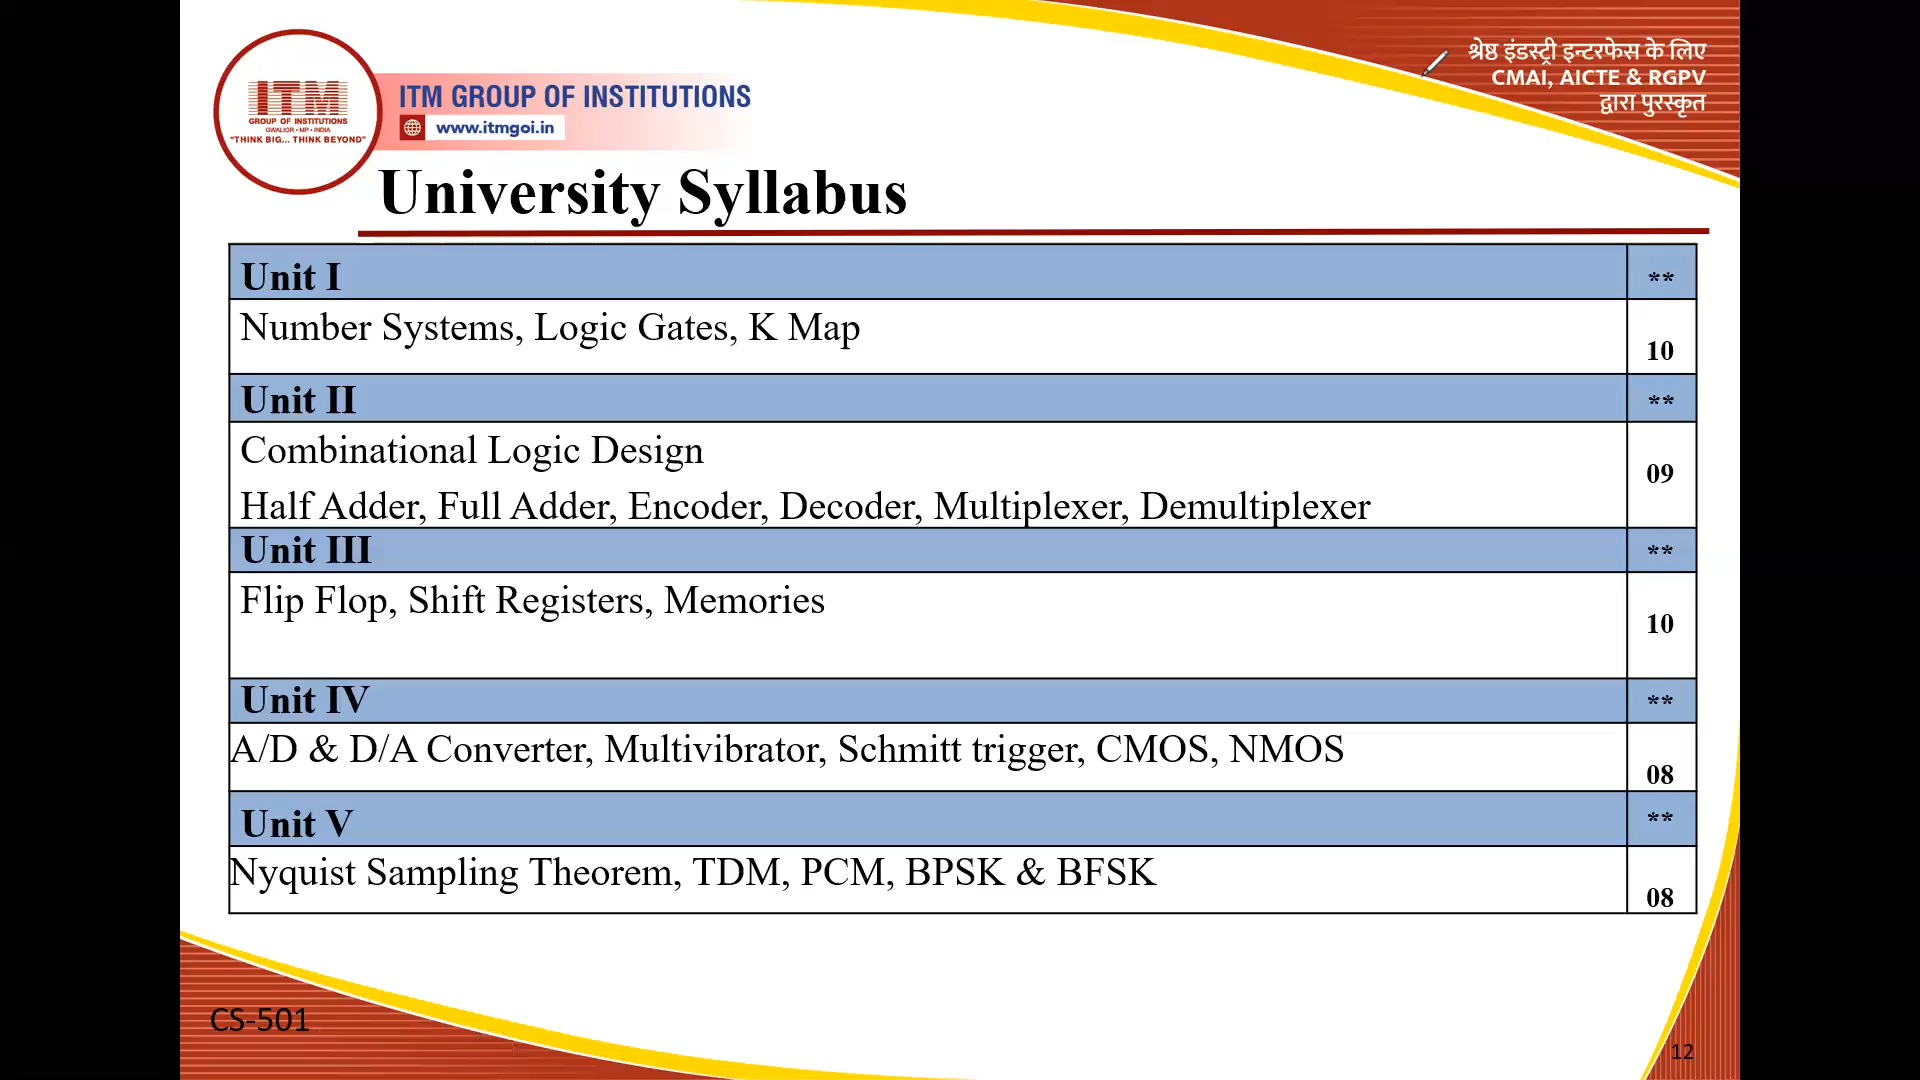 ITM
GROUP OF INSTITUTIONS
GWALIOR • MP • INDIA
"THINK BIG... THINK BEYOND"
ITM GROUP OF INSTITUTIONS
www.itmgoi.in
श्रेष्ठ इंडस्ट्री इन्टरफेस के लिए
CMAI, AICTE & RGPV
द्वारा पुरस्कृत
University Syllabus
Unit I **
Number Systems, Logic Gates, K Map 10
Unit II **
Combinational Logic Design
Half Adder, Full Adder, Encoder, Decoder, Multiplexer, Demultiplexer 09
Unit III **
Flip Flop, Shift Registers, Memories 10
Unit IV **
A/D & D/A Converter, Multivibrator, Schmitt trigger, CMOS, NMOS 08
Unit V **
Nyquist Sampling Theorem, TDM, PCM, BPSK & BFSK 08
CS-501
12